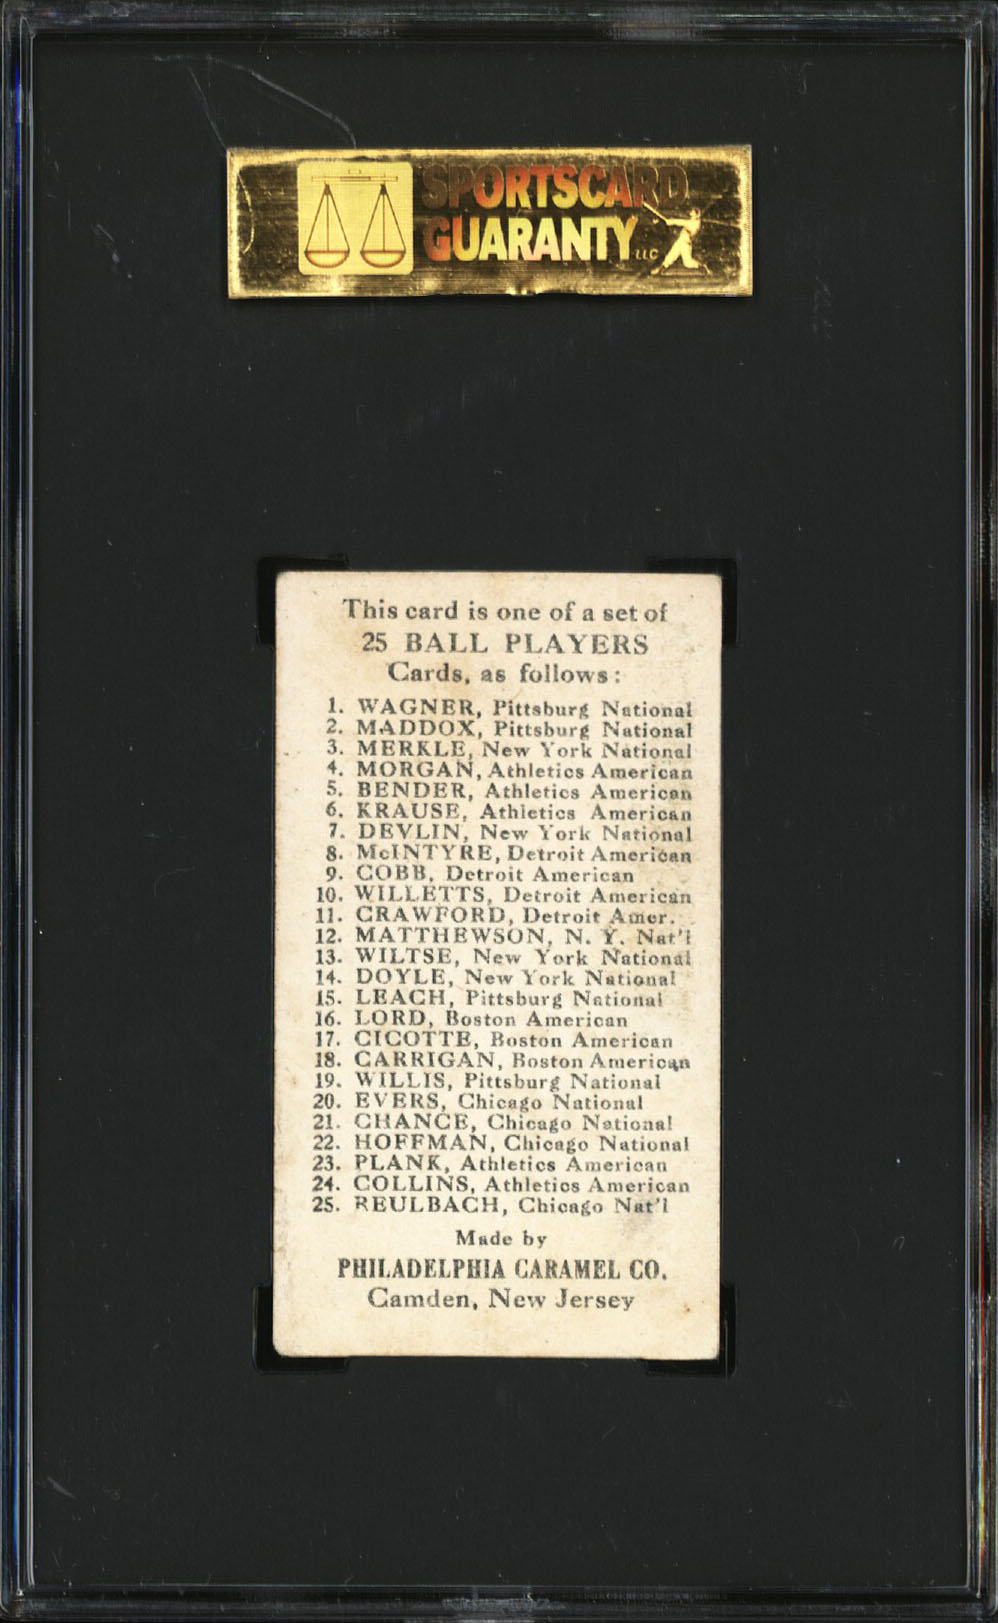 SPORTSCARD
GUARANTY LLC
This card is one of a set of
25 BALL PLAYERS
Cards, as follows:
1. WAGNER, Pittsburg National
2. MADDOX, Pittsburg National
3. MERKLE, New York National
4. MORGAN, Athletics American
5. BENDER, Athletics American
6. KRAUSE, Athletics American
7. DEVLIN, New York National
8. McINTYRE, Detroit American
9. COBB, Detroit American
10. WILLETTS, Detroit American
11. CRAWFORD, Detroit Amer.
12. MATTHEWSON, N. Y. Nat'l
13. WILTSE, New York National
14. DOYLE, New York National
15. LEACH, Pittsburg National
16. LORD, Boston American
17. CICOTTE, Boston American
18. CARRIGAN, Boston American
19. WILLIS, Pittsburg National
20. EVERS, Chicago National
21. CHANCE, Chicago National
22. HOFFMAN, Chicago National
23. PLANK, Athletics American
24. COLLINS, Athletics American
25. REULBACH, Chicago Nat'l
Made by
PHILADELPHIA CARAMEL CO.
Camden, New Jersey